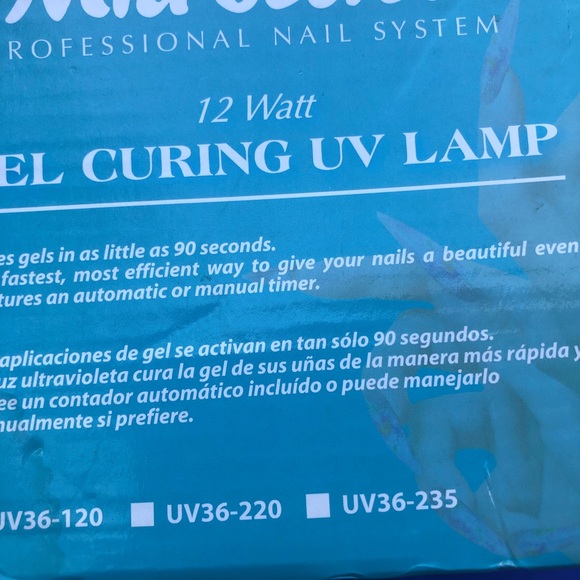 PROFESSIONAL NAIL SYSTEM
12 Watt
EL CURING UV LAMP
es gels in as little as 90 seconds.
fastest, most efficient way to give your nails a beautiful even
tures an automatic or manual timer.
aplicaciones de gel se activan en tan sólo 90 segundos.
uz ultravioleta cura la gel de sus uñas de la manera más rápida y
ee un contador automático incluído o puede manejarlo
nualmente si prefiere.
UV36-120 UV36-220 UV36-235